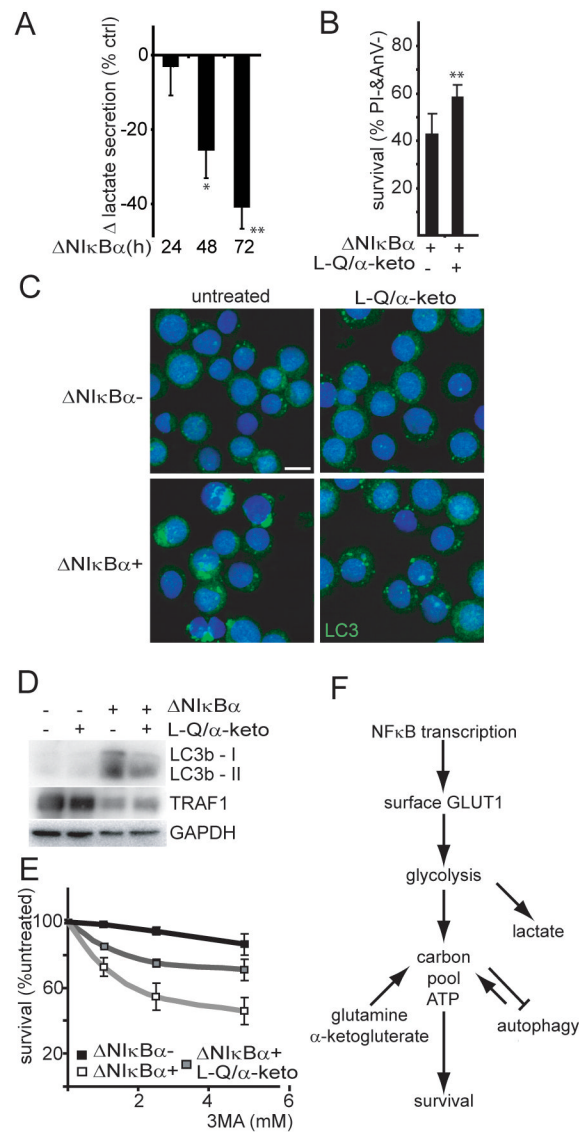 A
Δ lactate secretion (% ctrl)
0
-20
-40
*
**
ΔNIκBα(h) 24 48 72
B
survival (% PI-&AnV-)
80
60
40
20
**
ΔNIκBα + +
L-Q/α-keto - +
C
untreated L-Q/α-keto
ΔNIκBα-
ΔNIκBα+
LC3
D
- - + + ΔNIκBα
- + - + L-Q/α-keto
LC3b - I
LC3b - II
TRAF1
GAPDH
E
survival (%untreated)
100
60
20
ΔNIκBα-
ΔNIκBα+
ΔNIκBα+
L-Q/α-keto
2 4 6
3MA (mM)
F
NFκB transcription
surface GLUT1
glycolysis
lactate
carbon
pool
ATP
glutamine
α-ketogluterate
autophagy
survival